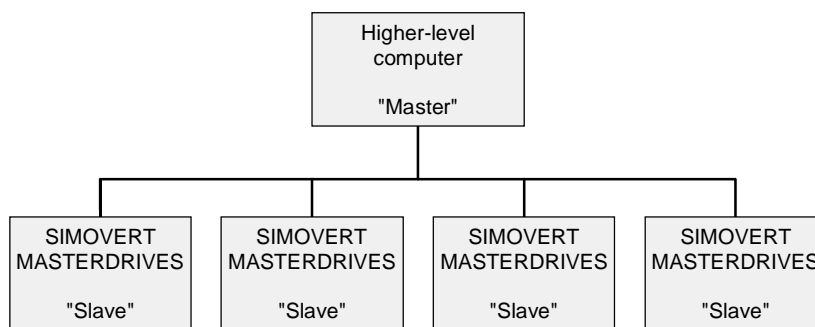 Higher-level
computer
"Master"
SIMOVERT
MASTERDRIVES
"Slave"
SIMOVERT
MASTERDRIVES
"Slave"
SIMOVERT
MASTERDRIVES
"Slave"
SIMOVERT
MASTERDRIVES
"Slave"